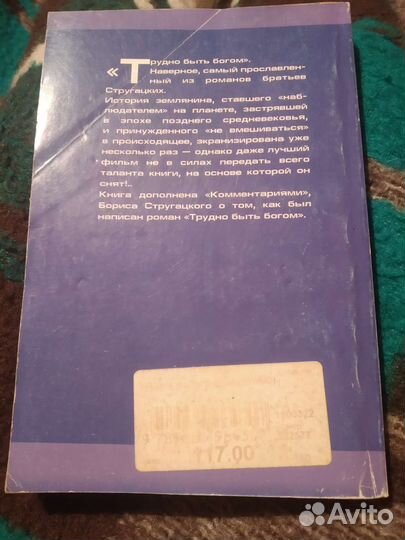 «Трудно быть богом».
Наверное, самый прославлен-
ный из романов братьев
Стругацких.
История землянина, ставшего «наб-
людателем» на планете, застрявшей
в эпохе позднего средневековья,
и принужденного «не вмешиваться»
в происходящее, экранизирована уже
несколько раз — однако даже лучший
фильм не в силах передать всего
таланта книги, на основе которой он
снят!..
Книга дополнена «Комментариями»,
Бориса Стругацкого о том, как был
написан роман «Трудно быть богом».
117.00
Avito